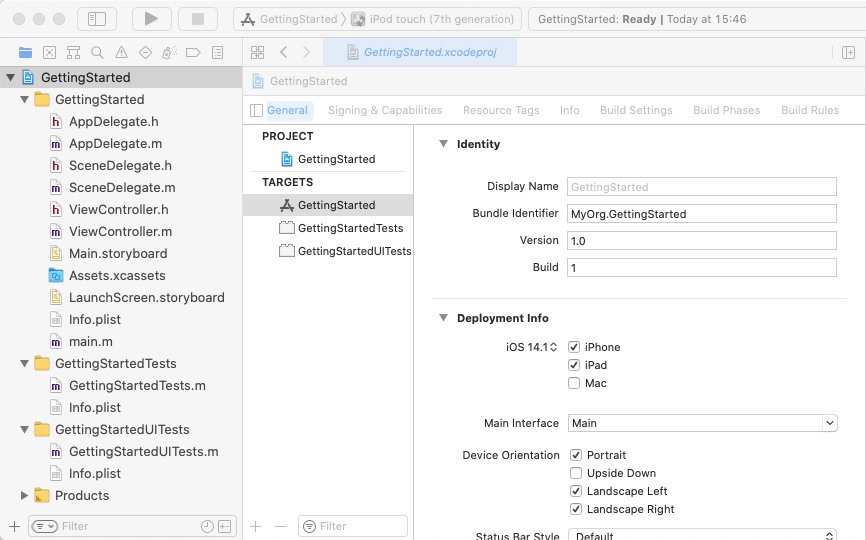 GettingStarted
iPod touch (7th generation)
GettingStarted: Ready | Today at 15:46
GettingStarted
GettingStarted
h AppDelegate.h
m AppDelegate.m
h SceneDelegate.h
m SceneDelegate.m
h ViewController.h
m ViewController.m
Main.storyboard
Assets.xcassets
LaunchScreen.storyboard
Info.plist
m main.m
GettingStartedTests
m GettingStartedTests.m
Info.plist
GettingStartedUITests
m GettingStartedUITests.m
Info.plist
Products
Filter
GettingStarted.xcodeproj
GettingStarted
General
Signing & Capabilities
Resource Tags
Info
Build Settings
Build Phases
Build Rules
PROJECT
GettingStarted
TARGETS
GettingStarted
GettingStartedTests
GettingStartedUITests
Filter
Identity
Display Name GettingStarted
Bundle Identifier MyOrg.GettingStarted
Version 1.0
Build 1
Deployment Info
iOS 14.1 iPhone
iPad
Mac
Main Interface Main
Device Orientation Portrait
Upside Down
Landscape Left
Landscape Right
Status Bar Style Default